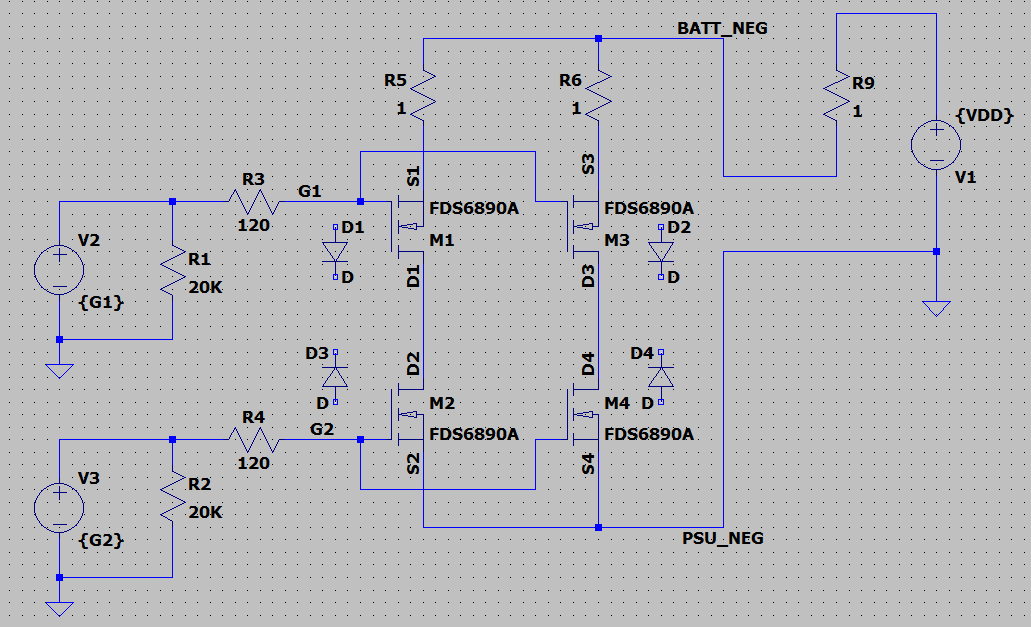 BATT_NEG
R5
1
R6
1
R9
1
{VDD}
V1
S1
S3
R3
120
G1
FDS6890A
M1
FDS6890A
M3
D1
D
D2
D
V2
{G1}
R1
20K
D1
D3
D3
D
D2
D4
D4
D
M2
FDS6890A
M4
FDS6890A
R4
120
G2
S2
S4
V3
{G2}
R2
20K
PSU_NEG